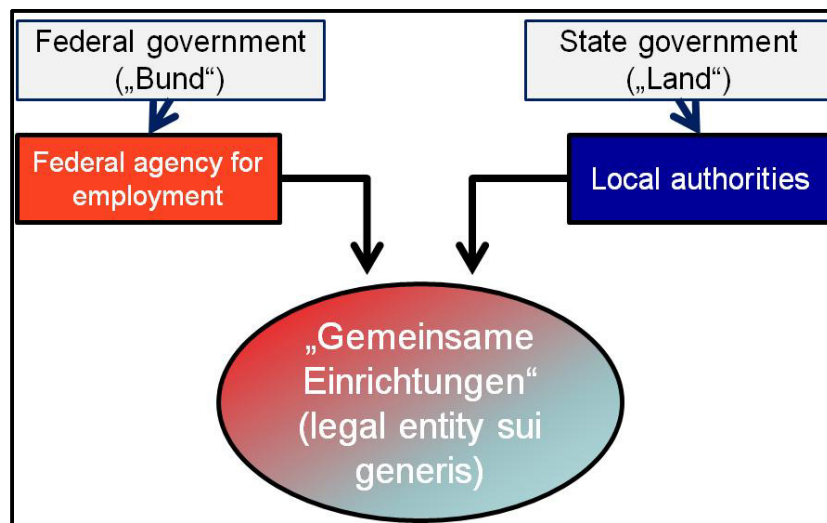 Federal government
(„Bund“)
State government
(„Land“)
Federal agency for
employment
Local authorities
„Gemeinsame
Einrichtungen“
(legal entity sui
generis)